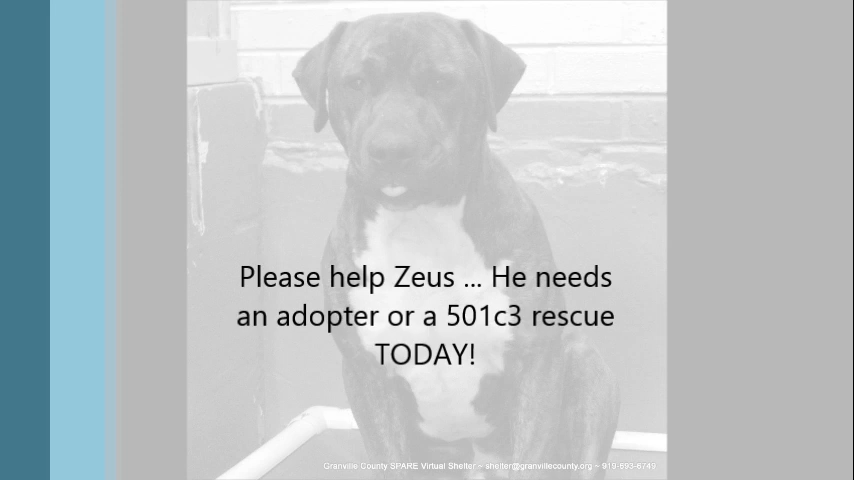 Please help Zeus ... He needs
an adopter or a 501c3 rescue
TODAY!
Granville County SPARE Virtual Shelter – shelter@granvillecounty.org – 919-693-6749